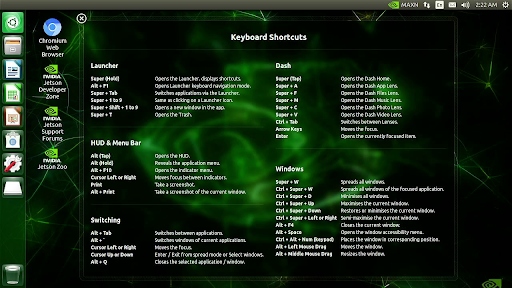 MAXN
En
2:22 AM
Chromium
Web
Browser
NVIDIA
Jetson
Developer
Zone
NVIDIA
Jetson
Support
Forums
NVIDIA
Jetson Zoo
Keyboard Shortcuts
Launcher
Super (Hold) Opens the Launcher, displays shortcuts.
Alt + F1 Opens Launcher keyboard navigation mode.
Super + Tab Switches applications via the Launcher.
Super + 1 to 9 Same as clicking on a Launcher icon.
Super + Shift + 1 to 9 Opens a new window in the app.
Super + T Opens the Trash.
HUD & Menu Bar
Alt (Tap) Opens the HUD.
Alt (Hold) Reveals the application menu.
Alt + F10 Opens the indicator menu.
Cursor Left or Right Moves focus between indicators.
Print Take a screenshot.
Alt + Print Take a screenshot of the current window.
Switching
Alt + Tab Switches between applications.
Alt + ` Switches windows of current applications.
Cursor Left or Right Moves the focus.
Cursor Up or Down Enter / Exit from spread mode or Select windows.
Alt + Q Closes the selected application / window.
Dash
Super (Tap) Opens the Dash Home.
Super + A Opens the Dash App Lens.
Super + F Opens the Dash Files Lens.
Super + M Opens the Dash Music Lens.
Super + C Opens the Dash Photo Lens.
Super + V Opens the Dash Video Lens.
Ctrl + Tab Switches between Lenses.
Arrow Keys Moves the focus.
Enter Opens the currently focused item.
Windows
Super + W Spreads all windows.
Ctrl + Super + W Spreads all windows of the focused application.
Ctrl + Super + D Minimises all windows.
Ctrl + Super + Up Maximises the current window.
Ctrl + Super + Down Restores or minimises the current window.
Ctrl + Super + Left or Right Semi-maximise the current window.
Alt + F4 Closes the current window.
Alt + Space Opens the window accessibility menu.
Ctrl + Alt + Num (Keypad) Places the window in corresponding position.
Alt + Left Mouse Drag Moves the window.
Alt + Middle Mouse Drag Resizes the window.